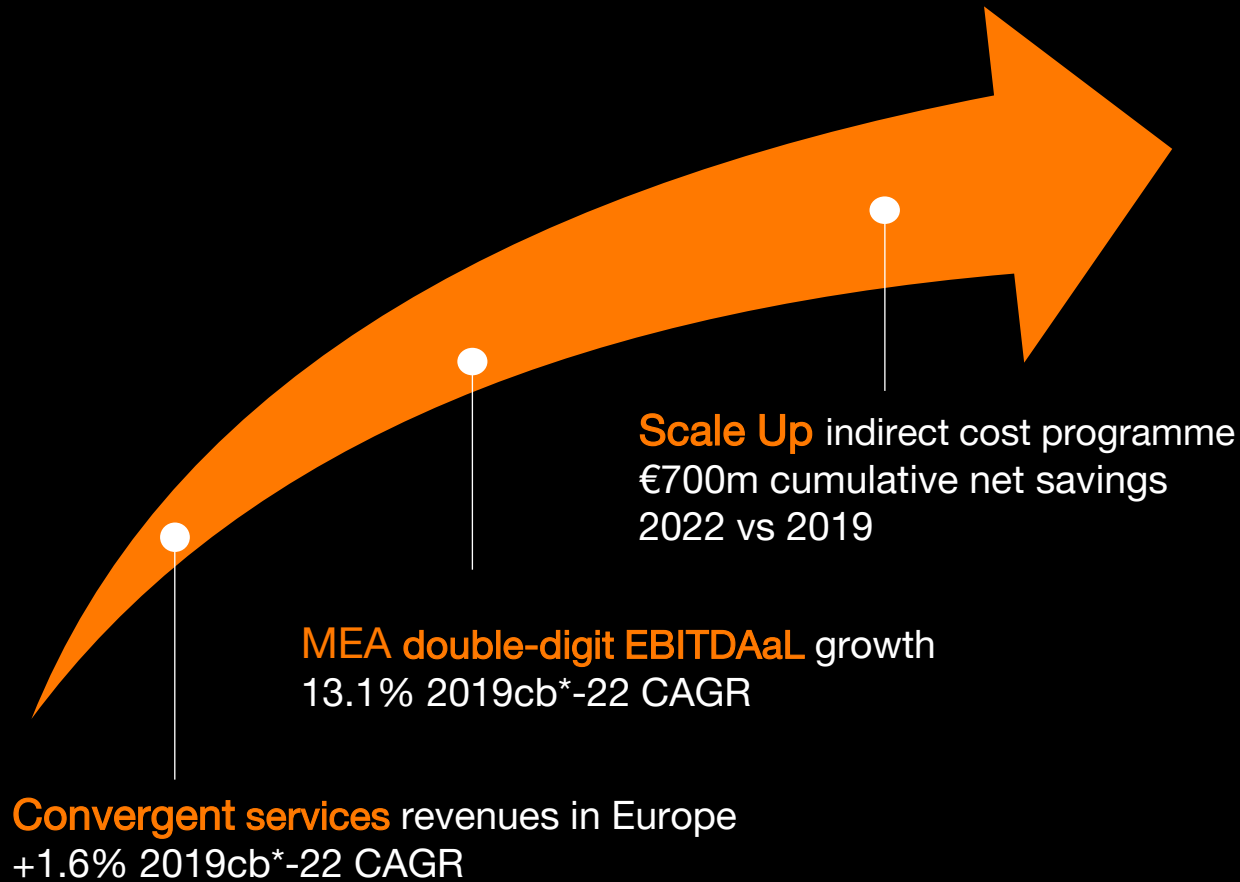 Scale Up indirect cost programme
€700m cumulative net savings
2022 vs 2019
MEA double-digit EBITDAaL growth
13.1% 2019cb*-22 CAGR
Convergent services revenues in Europe
+1.6% 2019cb*-22 CAGR